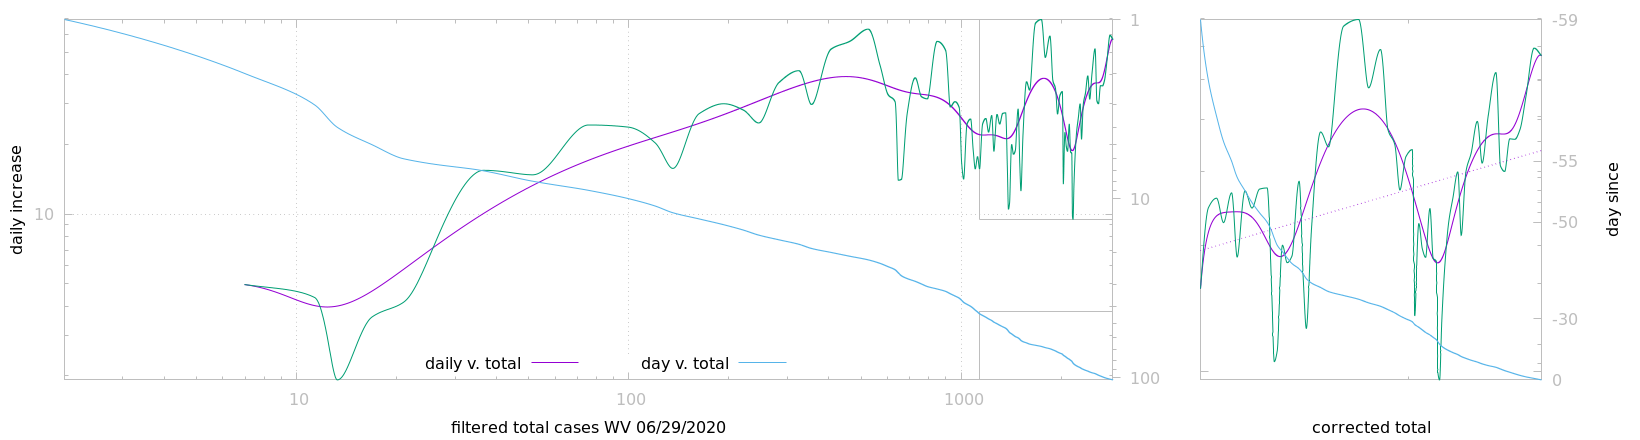 1
-59
daily increase
10
daily v. total
day v. total
10
100
10
100
1000
filtered total cases WV 06/29/2020
-55
-50
-30
0
day since
corrected total